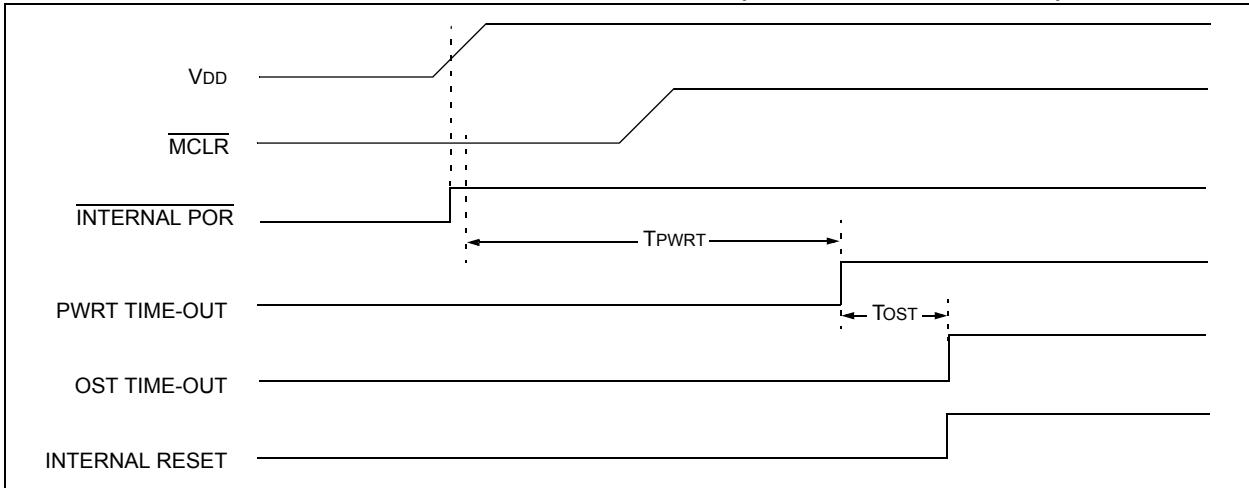 VDD
MCLR
INTERNAL POR
TPWRT
PWRT TIME-OUT
TOST
OST TIME-OUT
INTERNAL RESET